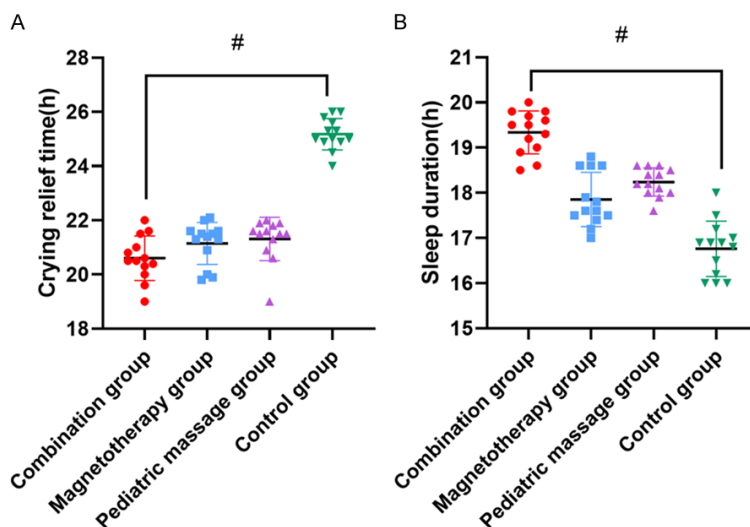 A
#
Crying relief time(h)
28
26
24
22
20
18
Combination group
Magnetotherapy group
Pediatric massage group
Control group
B
#
Sleep duration(h)
21
20
19
18
17
16
15
Combination group
Magnetotherapy group
Pediatric massage group
Control group